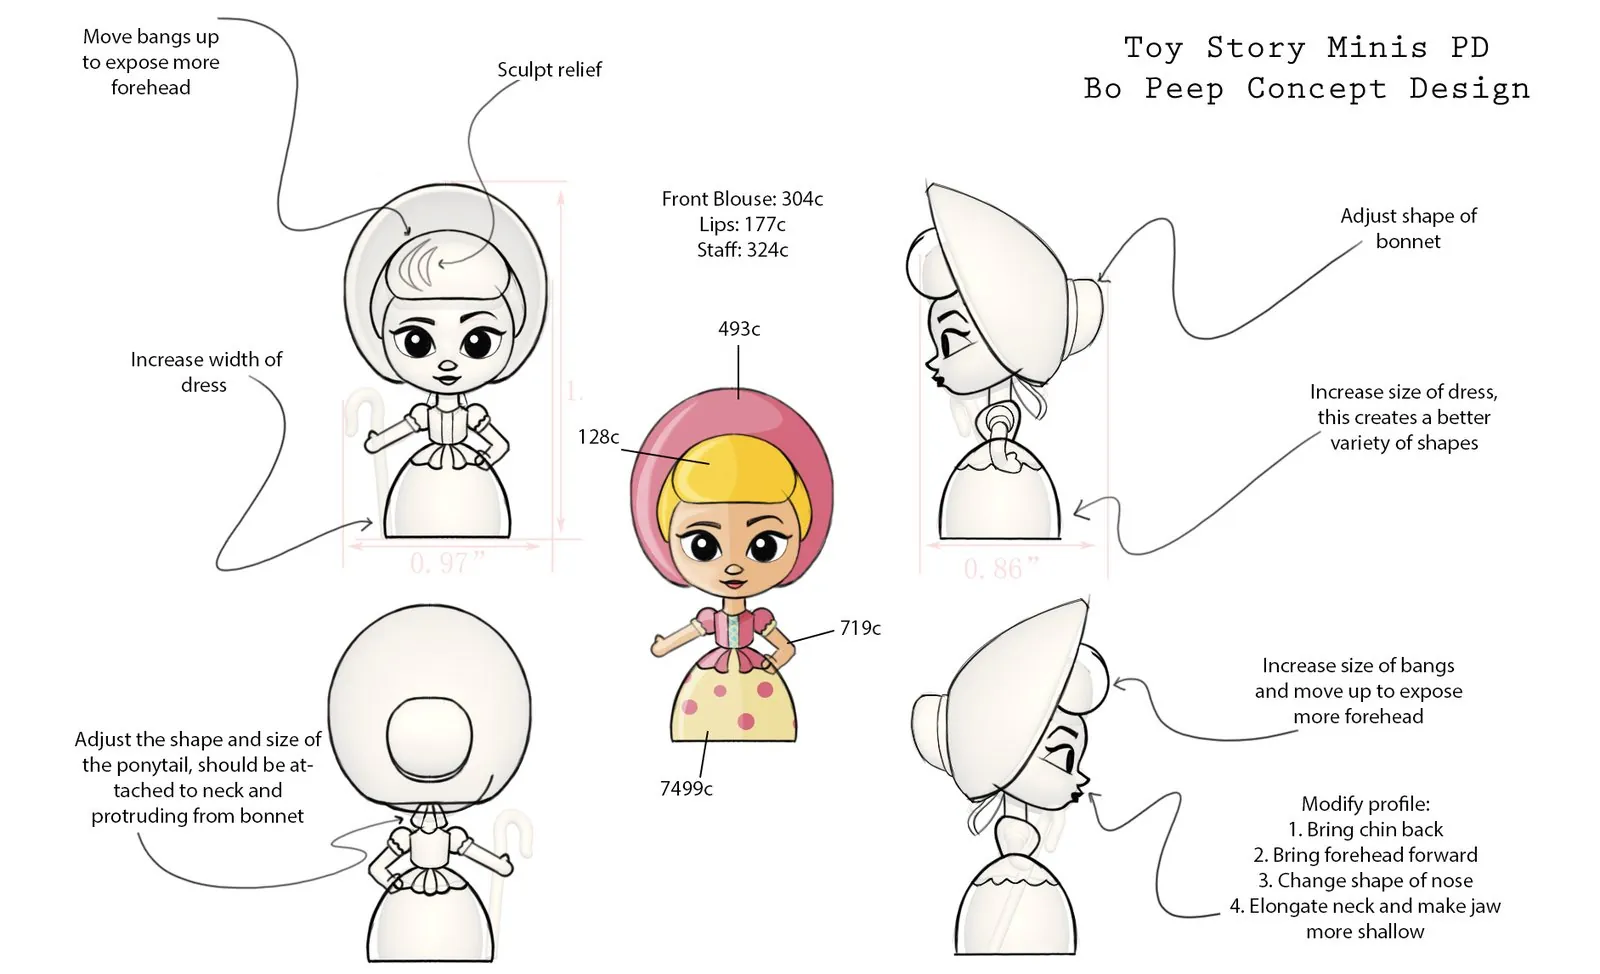 Toy Story Minis PD
Bo Peep Concept Design
Move bangs up
to expose more
forehead
Sculpt relief
Front Blouse: 304c
Lips: 177c
Staff: 324c
Adjust shape of
bonnet
493c
Increase width of
dress
1.
Increase size of dress,
this creates a better
variety of shapes
128c
0.97"
0.86"
719c
Increase size of bangs
and move up to expose
more forehead
Adjust the shape and size of
the ponytail, should be at-
tached to neck and
protruding from bonnet
7499c
Modify profile:
1. Bring chin back
2. Bring forehead forward
3. Change shape of nose
4. Elongate neck and make jaw
more shallow